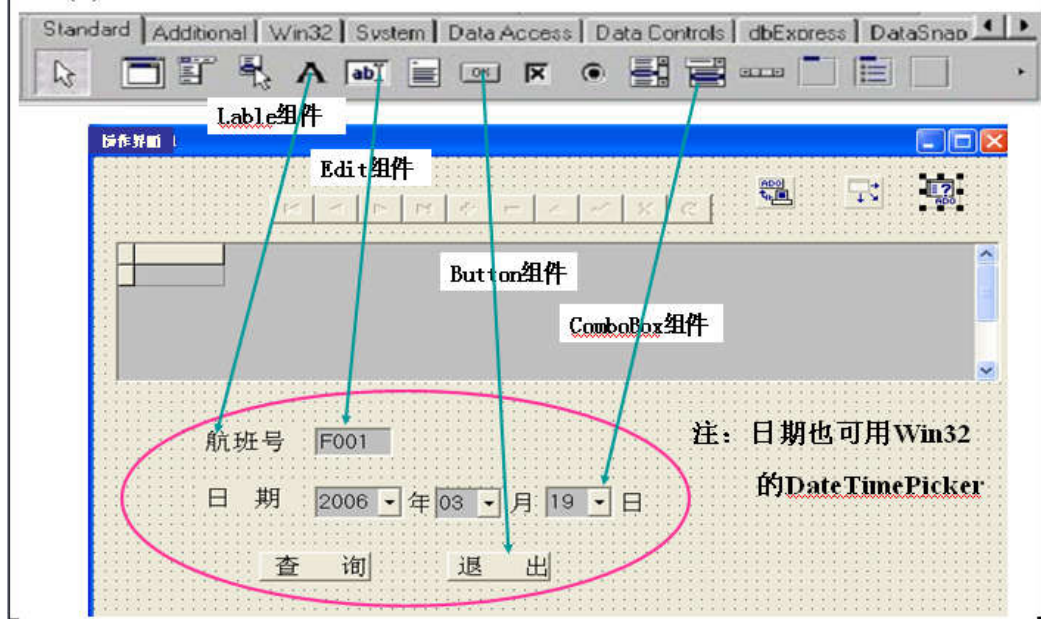 Standard Additional Win32 System Data Access Data Controls dbExpress DataSnap
Lable组件
操作界面
Edit组件
Button组件
ComboBox组件
航班号 F001
注：日期也可用Win32
的DateTimePicker
日 期 2006 年 03 月 19 日
查 询 退 出